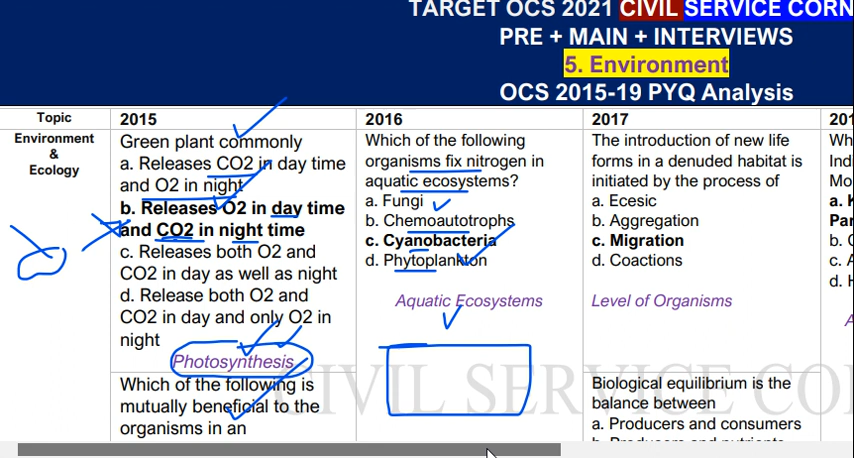 TARGET OCS 2021 CIVIL SERVICE CORN
PRE + MAIN + INTERVIEWS
5. Environment
OCS 2015-19 PYQ Analysis
Topic
2015
2016
2017
201
Environment
&
Ecology
Green plant commonly
a. Releases CO2 in day time
and O2 in night
b. Releases O2 in day time
and CO2 in night time
c. Releases both O2 and
CO2 in day as well as night
d. Release both O2 and
CO2 in day and only O2 in
night
Photosynthesis
Which of the following is
mutually beneficial to the
organisms in an
Which of the following
organisms fix nitrogen in
aquatic ecosystems?
a. Fungi
b. Chemoautotrophs
c. Cyanobacteria
d. Phytoplankton
Aquatic Ecosystems
The introduction of new life
forms in a denuded habitat is
initiated by the process of
a. Ecesic
b. Aggregation
c. Migration
d. Coactions
Level of Organisms
Biological equilibrium is the
balance between
a. Producers and consumers
Wh
Ind
Mo
a.
Par
b.
c.
d.
CIVIL SERVICE CO